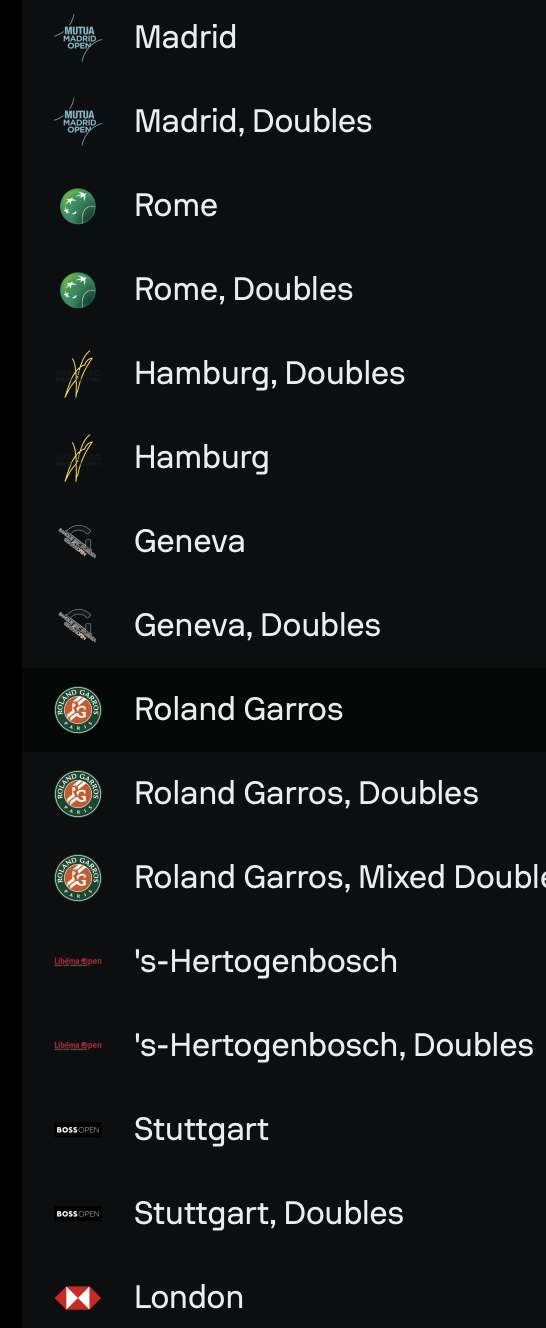 MUTUA
MADRID
OPEN
Madrid
MUTUA
MADRID
OPEN
Madrid, Doubles
Rome
Rome, Doubles
Hamburg, Doubles
Hamburg
Geneva
Geneva, Doubles
ROLAND GARROS
PARIS
Roland Garros
ROLAND GARROS
PARIS
Roland Garros, Doubles
ROLAND GARROS
PARIS
Roland Garros, Mixed Double
Libéma Open
's-Hertogenbosch
Libéma Open
's-Hertogenbosch, Doubles
BOSS OPEN
Stuttgart
BOSS OPEN
Stuttgart, Doubles
London